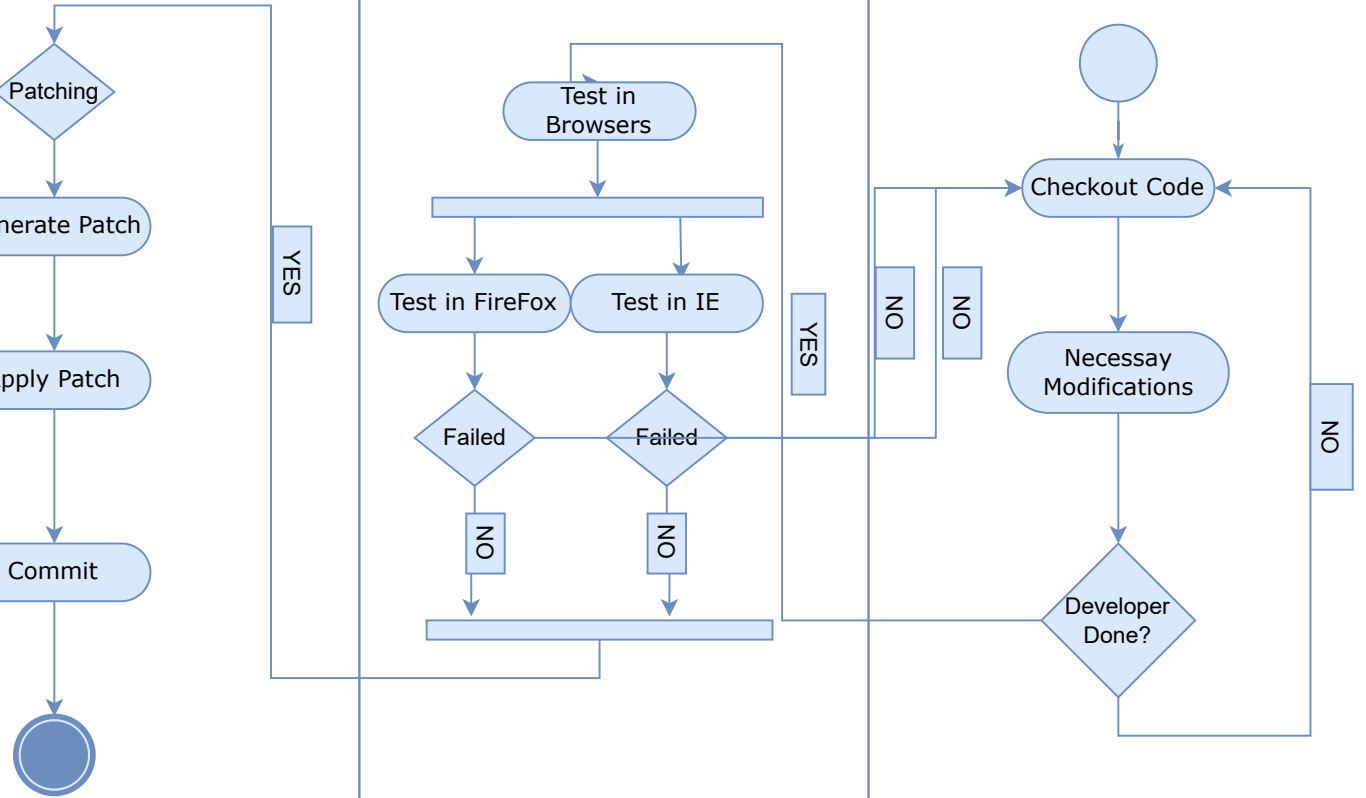 Patching
nerate Patch
pply Patch
Commit
YES
Test in
Browsers
Test in FireFox
Test in IE
Failed
Failed
NO
NO
YES
NO
NO
Checkout Code
Necessay
Modifications
Developer
Done?
NO